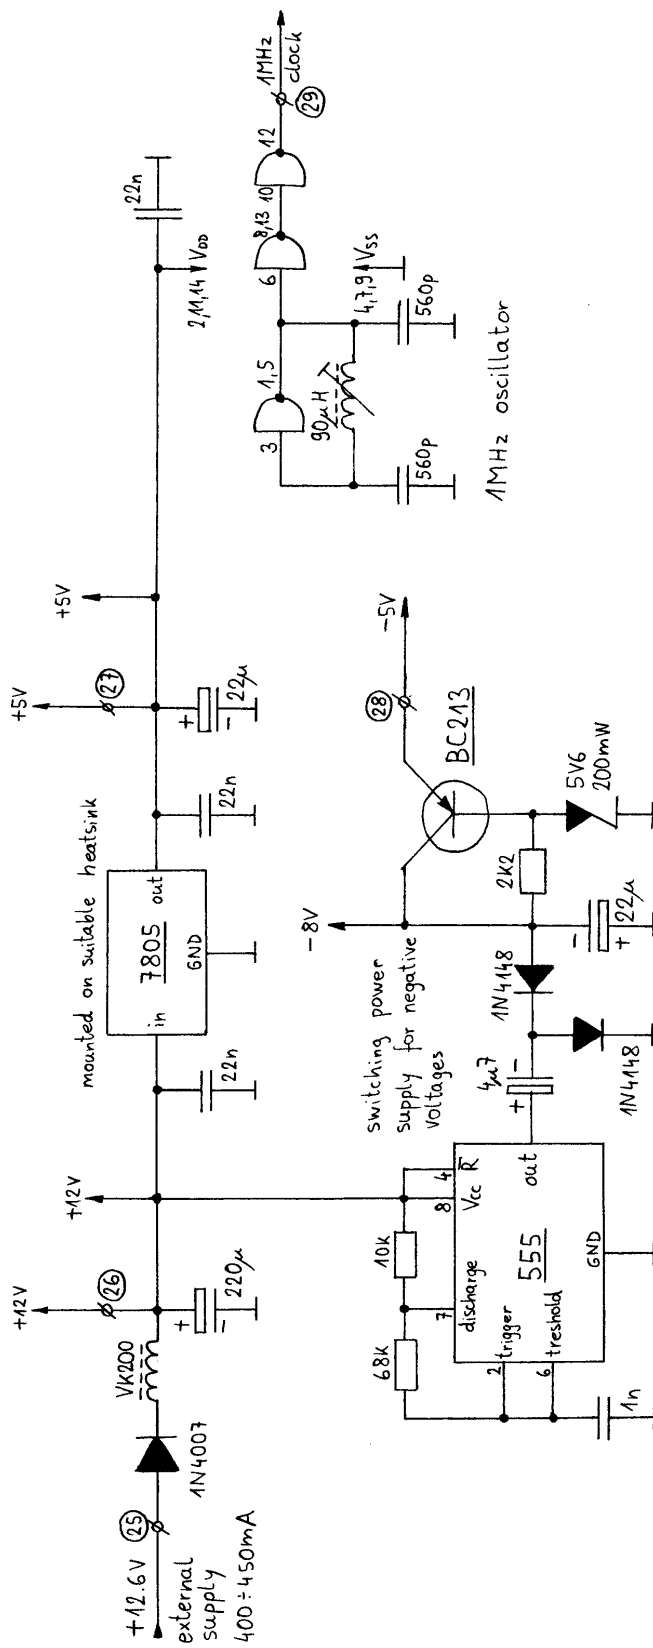 +12.6V
external
supply
400÷450mA
25
1N4007
VK200
+12V
26
+
-
220µ
+12V
22n
mounted on suitable heatsink
in
7805
out
GND
22n
+5V
27
+
-
22µ
+5V
2,11,14
VDD
22n
3
1,5
90µH
560p
560p
4,7,9
VSS
6
8,13
10
12
29
1MHz
clock
1MHz oscillator
switching power
supply for negative
voltages
68k
10k
7
discharge
8
Vcc
4
R̅
2
trigger
6
treshold
555
out
GND
1n
+
-
4µ7
1N4148
1N4148
-8V
-
+
22µ
2k2
5V6
200mW
BC213
28
-5V